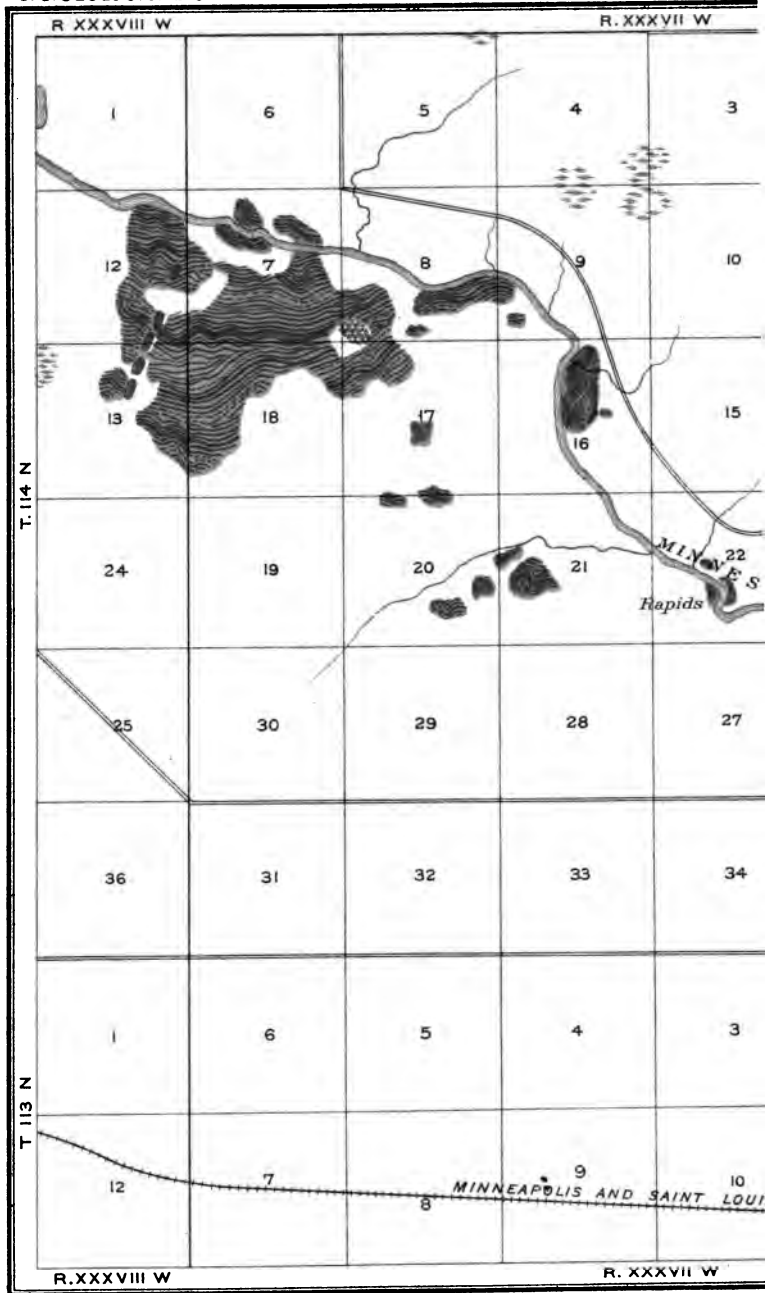 R XXXVIII W R. XXXVII W
1 6 5 4 3
12 7 8 9 10
13 18 17 16 15
T. 114 N
24 19 20 21 22
MINNES
Rapids
25 30 29 28 27
36 31 32 33 34
1 6 5 4 3
T 113 N
12 7 8 9 10
MINNEAPOLIS AND SAINT LOUI
R. XXXVIII W R. XXXVII W